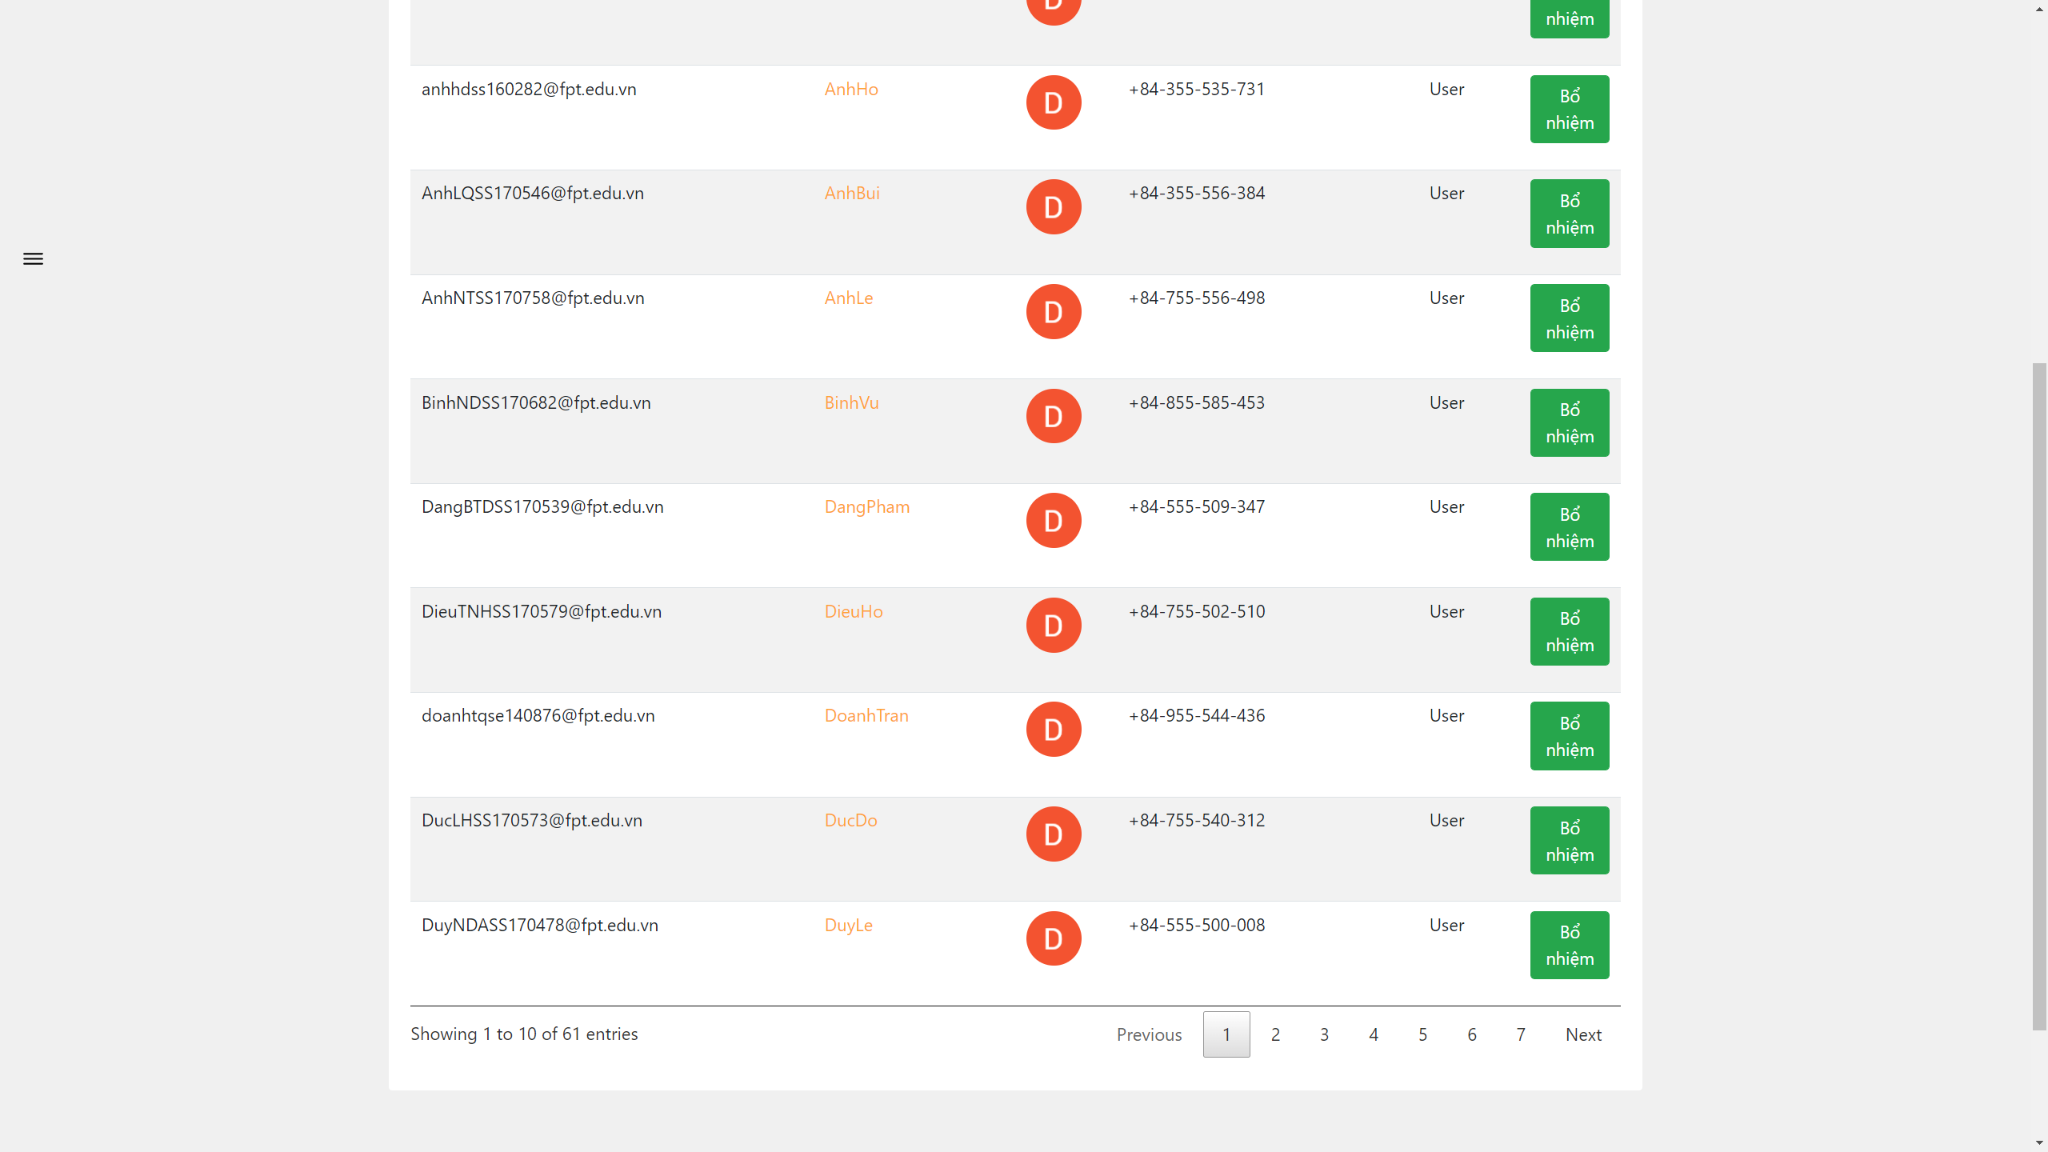 D nhiệm
anhhdss160282@fpt.edu.vn AnhHo D +84-355-535-731 User Bổ nhiệm
AnhLQSS170546@fpt.edu.vn AnhBui D +84-355-556-384 User Bổ nhiệm
AnhNTSS170758@fpt.edu.vn AnhLe D +84-755-556-498 User Bổ nhiệm
BinhNDSS170682@fpt.edu.vn BinhVu D +84-855-585-453 User Bổ nhiệm
DangBTDSS170539@fpt.edu.vn DangPham D +84-555-509-347 User Bổ nhiệm
DieuTNHSS170579@fpt.edu.vn DieuHo D +84-755-502-510 User Bổ nhiệm
doanhtqse140876@fpt.edu.vn DoanhTran D +84-955-544-436 User Bổ nhiệm
DucLHSS170573@fpt.edu.vn DucDo D +84-755-540-312 User Bổ nhiệm
DuyNDASS170478@fpt.edu.vn DuyLe D +84-555-500-008 User Bổ nhiệm
Showing 1 to 10 of 61 entries Previous 1 2 3 4 5 6 7 Next